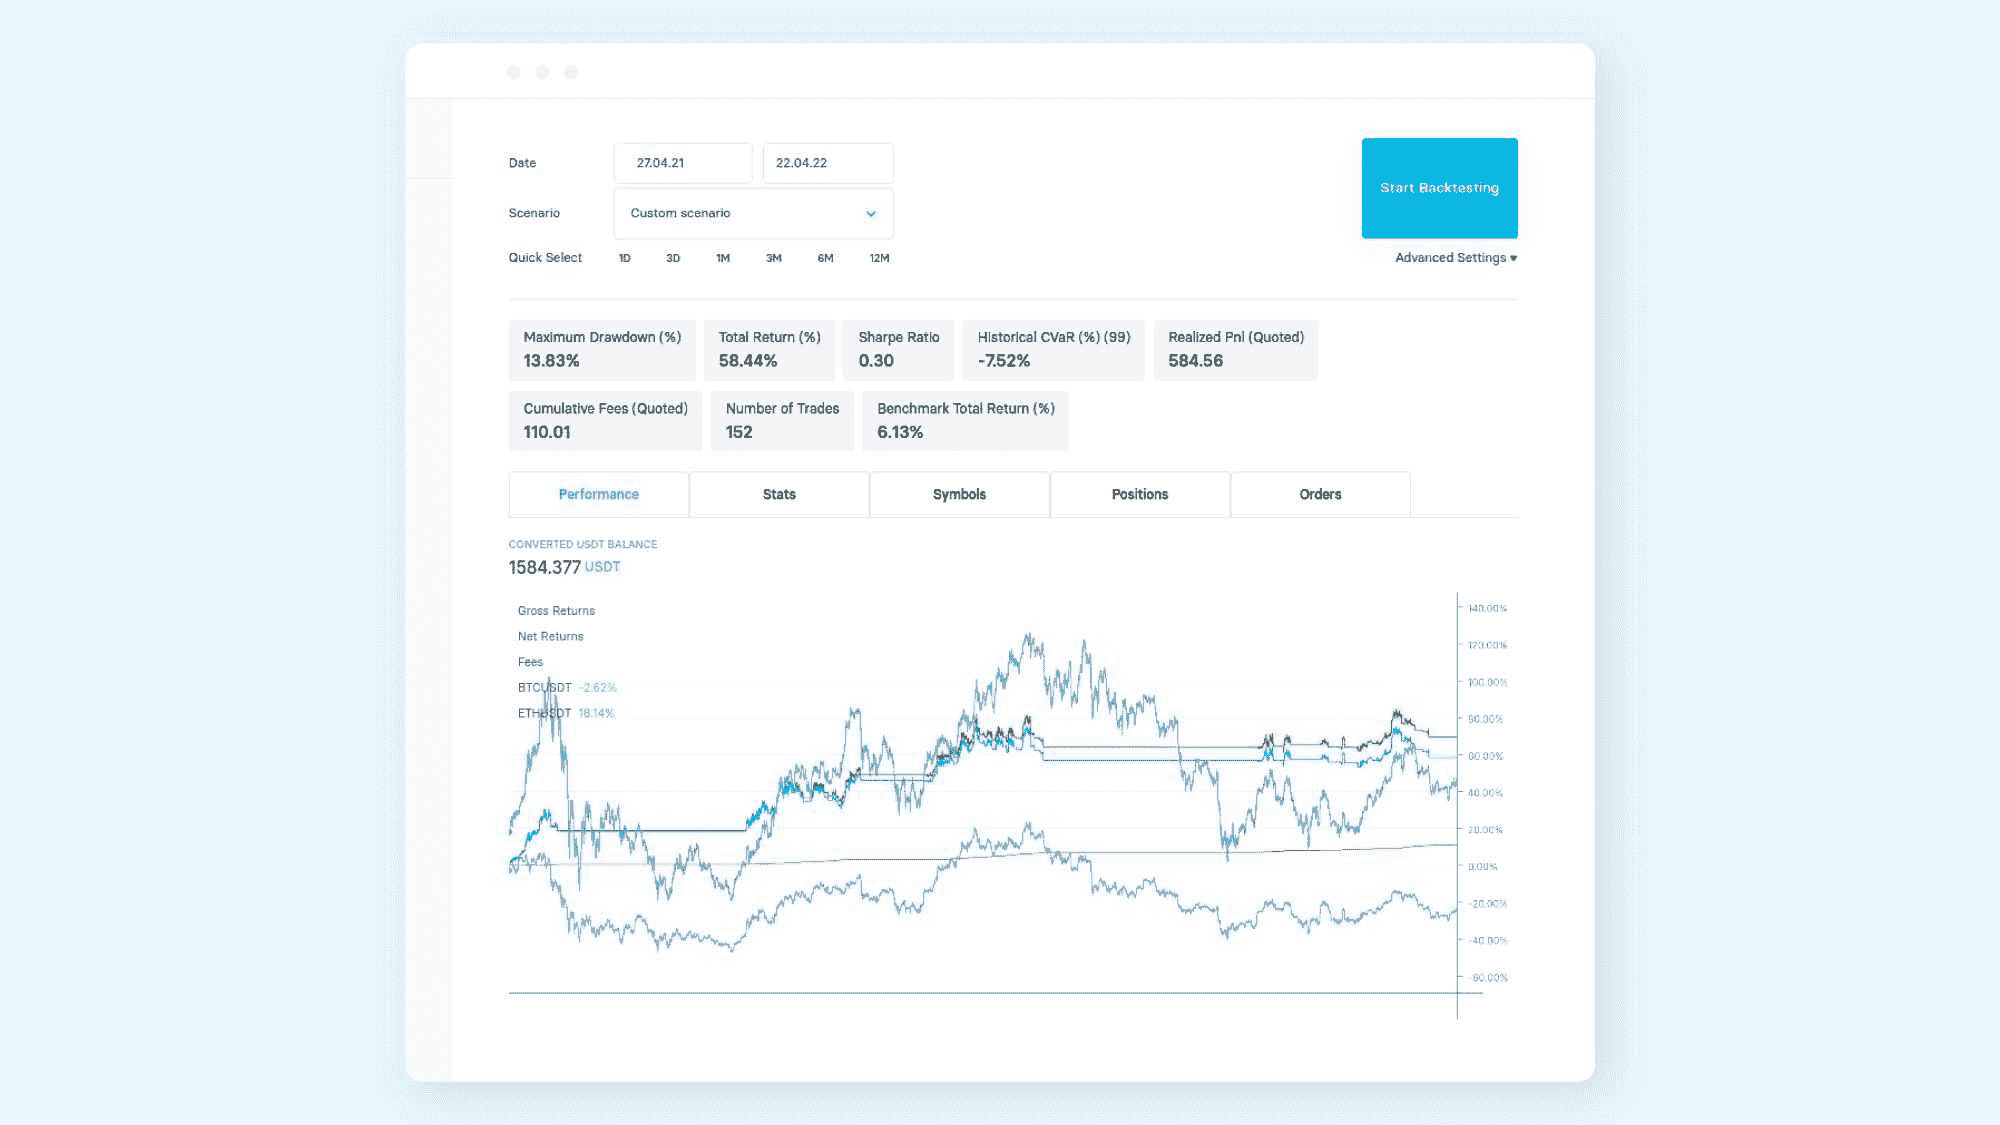 Date 27.04.21 22.04.22
Start Backtesting
Scenario Custom scenario
Quick Select 1D 3D 1M 3M 6M 12M
Advanced Settings
Maximum Drawdown (%) Total Return (%) Sharpe Ratio Historical CVaR (%) (99) Realized Pnl (Quoted)
13.83% 58.44% 0.30 -7.52% 584.56
Cumulative Fees (Quoted) Number of Trades Benchmark Total Return (%)
110.01 152 6.13%
Performance Stats Symbols Positions Orders
CONVERTED USDT BALANCE
1584.377 USDT
Gross Returns
Net Returns
Fees
BTCUSDT -2.62%
ETHUSDT 18.14%
140.00%
120.00%
100.00%
80.00%
60.00%
40.00%
20.00%
0.00%
-20.00%
-40.00%
-60.00%